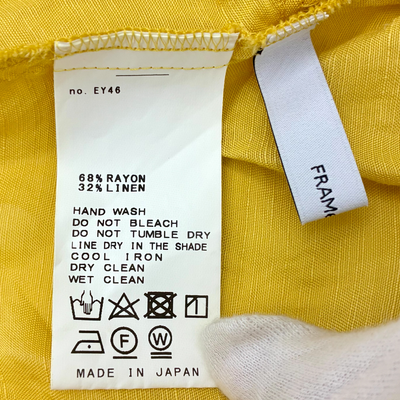 no. EY46
68% RAYON
32% LINEN
HAND WASH
DO NOT BLEACH
DO NOT TUMBLE DRY
LINE DRY IN THE SHADE
COOL IRON
DRY CLEAN
WET CLEAN
F W
MADE IN JAPAN